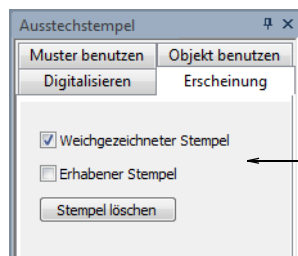 Ausstechstempel
Muster benutzen Objekt benutzen
Digitalisieren Erscheinung
Weichgezeichneter Stempel
Erhabener Stempel
Stempel löschen